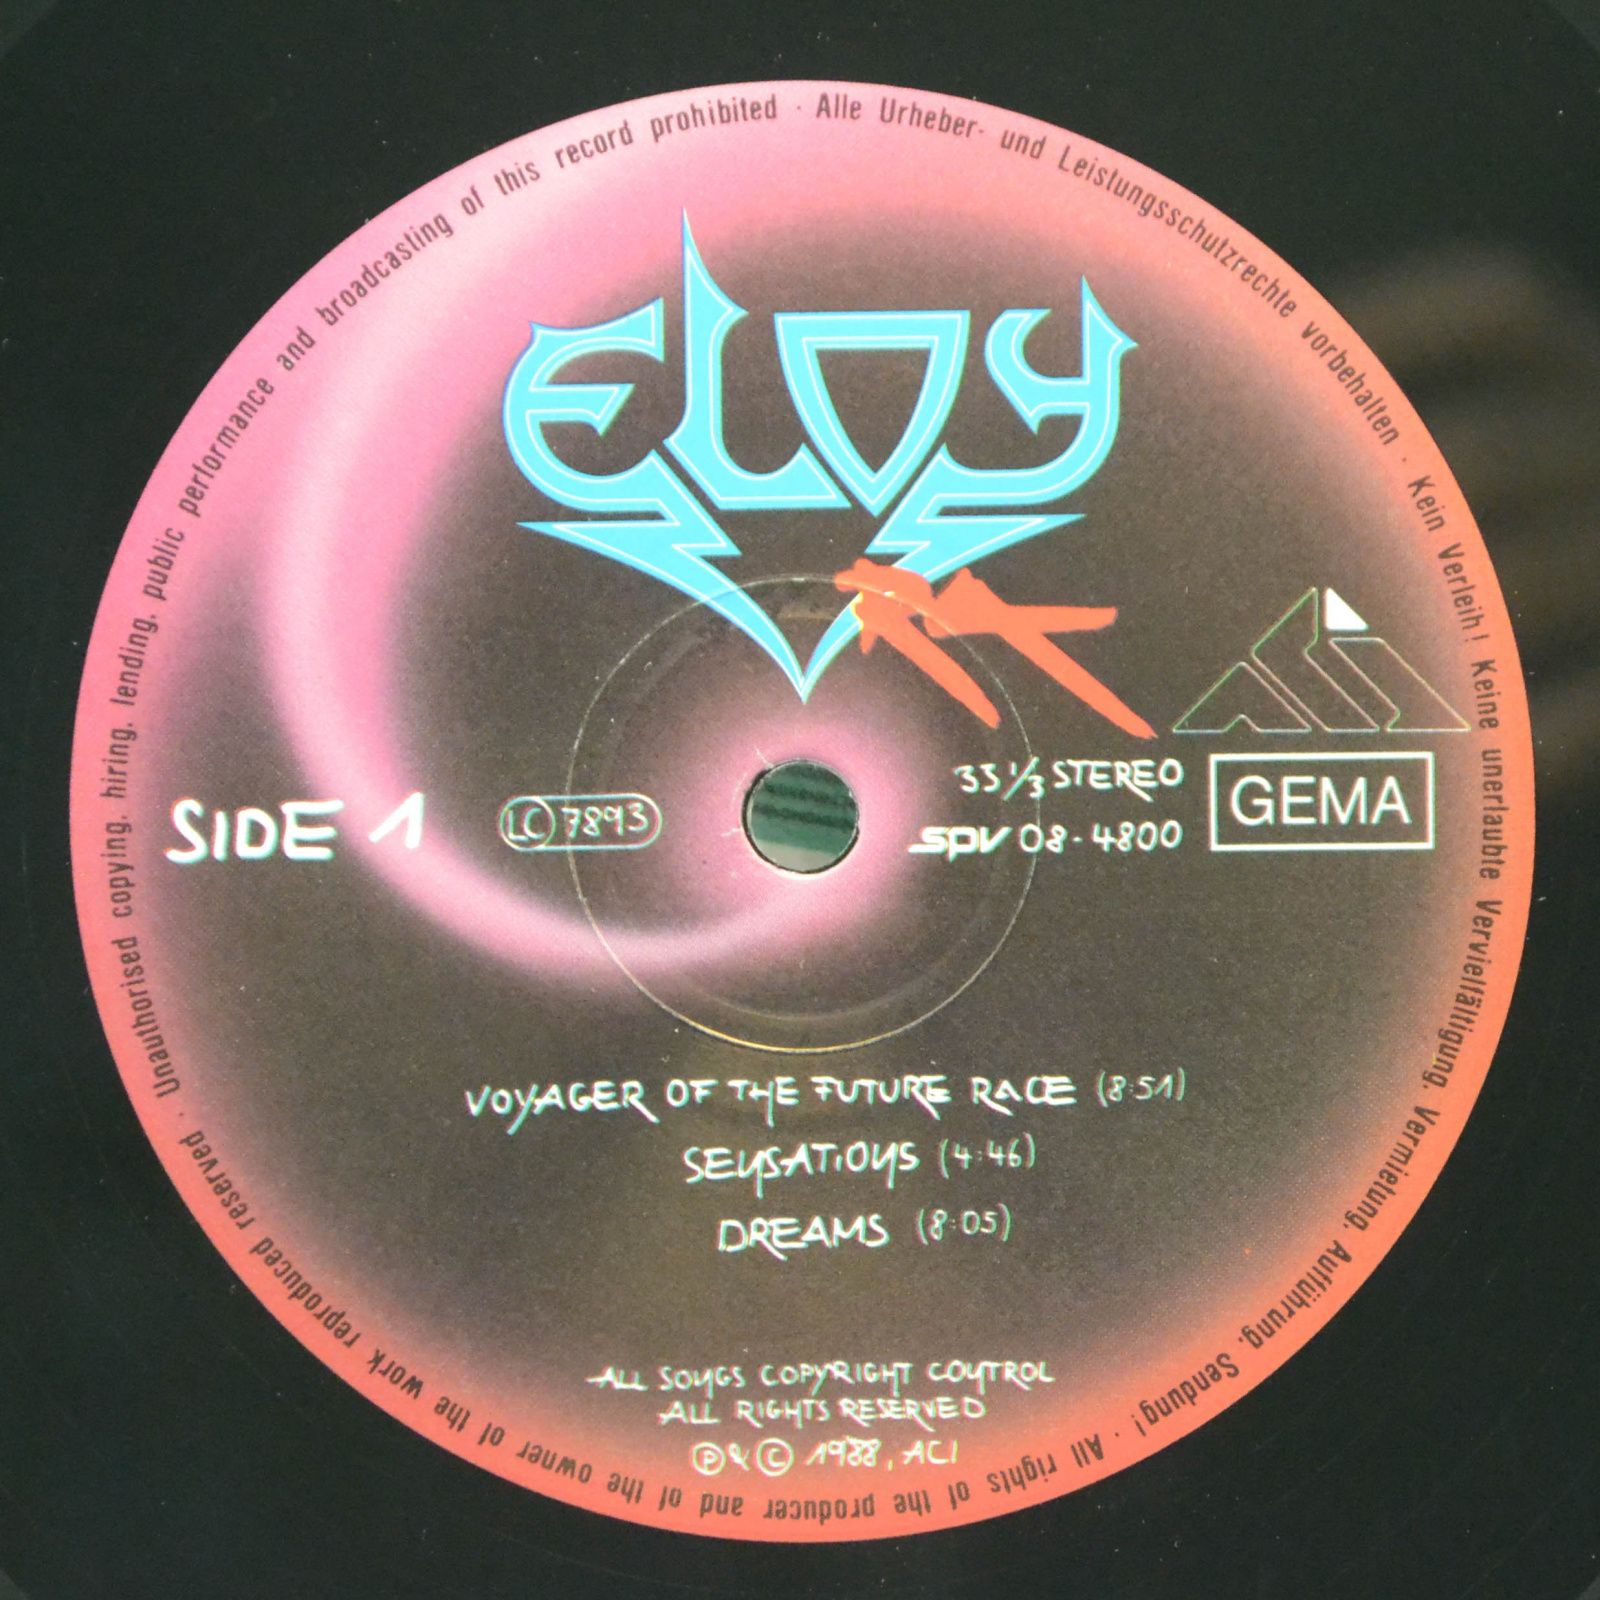 Unauthorised copying, hiring, lending, public performance and broadcasting of this record prohibited · Alle Urheber- und Leistungsschutzrechte vorbehalten · Kein Verleih! Keine unerlaubte Vervielfältigung, Vermietung, Aufführung, Sendung! · All rights of the producer and of the owner of the work reproduced reserved ·
ELOY
RA
ACI
SIDE 1
LC 7893
33 1/3 STEREO
SPV 08-4800
GEMA
VOYAGER OF THE FUTURE RACE (8:51)
SENSATIONS (4:46)
DREAMS (8:05)
ALL SONGS COPYRIGHT CONTROL
ALL RIGHTS RESERVED
Ⓟ & © 1988, ACI